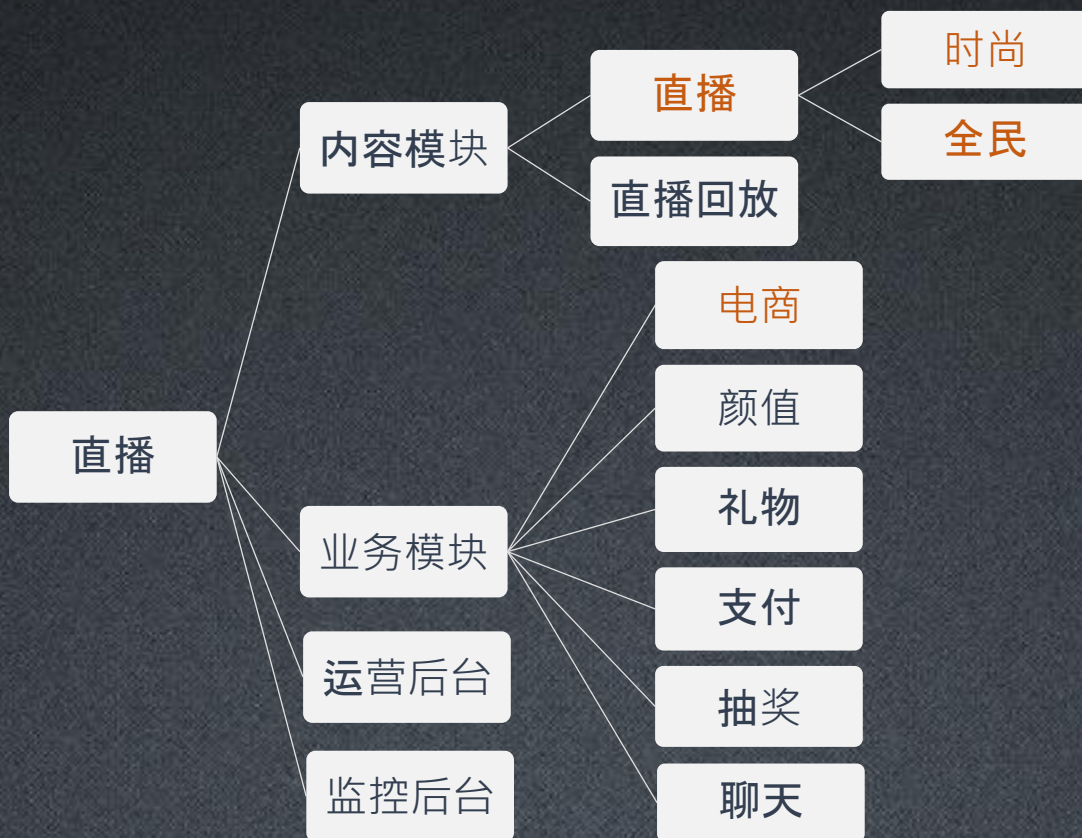 时尚
直播
全民
内容模块
直播回放
电商
颜值
直播
礼物
业务模块
支付
运营后台
抽奖
监控后台
聊天